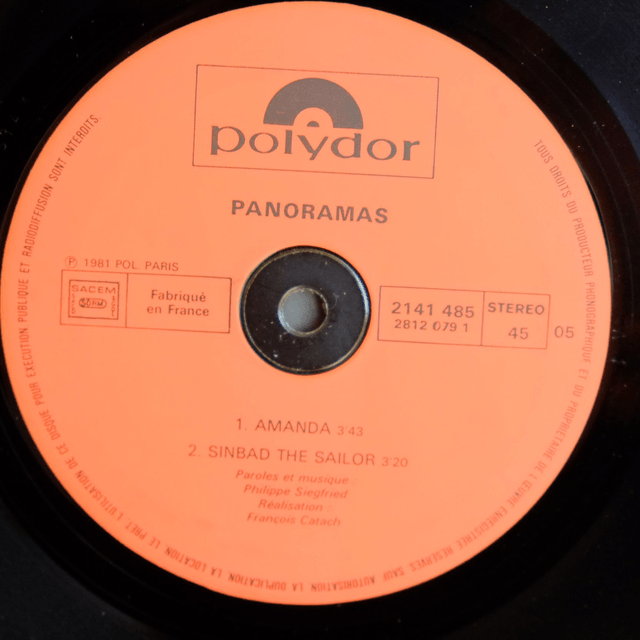 polydor
PANORAMAS
℗ 1981 POL. PARIS
SACEM
Fabriqué
en France
2141 485
2812 079 1
STEREO
45
05
1. AMANDA 3'43
2. SINBAD THE SAILOR 3'20
Paroles et musique :
Philippe Siegfried
Réalisation :
François Catach
TOUS DROITS DU PRODUCTEUR PHONOGRAPHIQUE ET DU PROPRIETAIRE DE L'ŒUVRE ENREGISTREE RESERVES. SAUF AUTORISATION LA DUPLICATION, LA LOCATION, LE PRET, L'UTILISATION DE CE DISQUE POUR EXECUTION PUBLIQUE ET RADIODIFFUSION SONT INTERDITS.